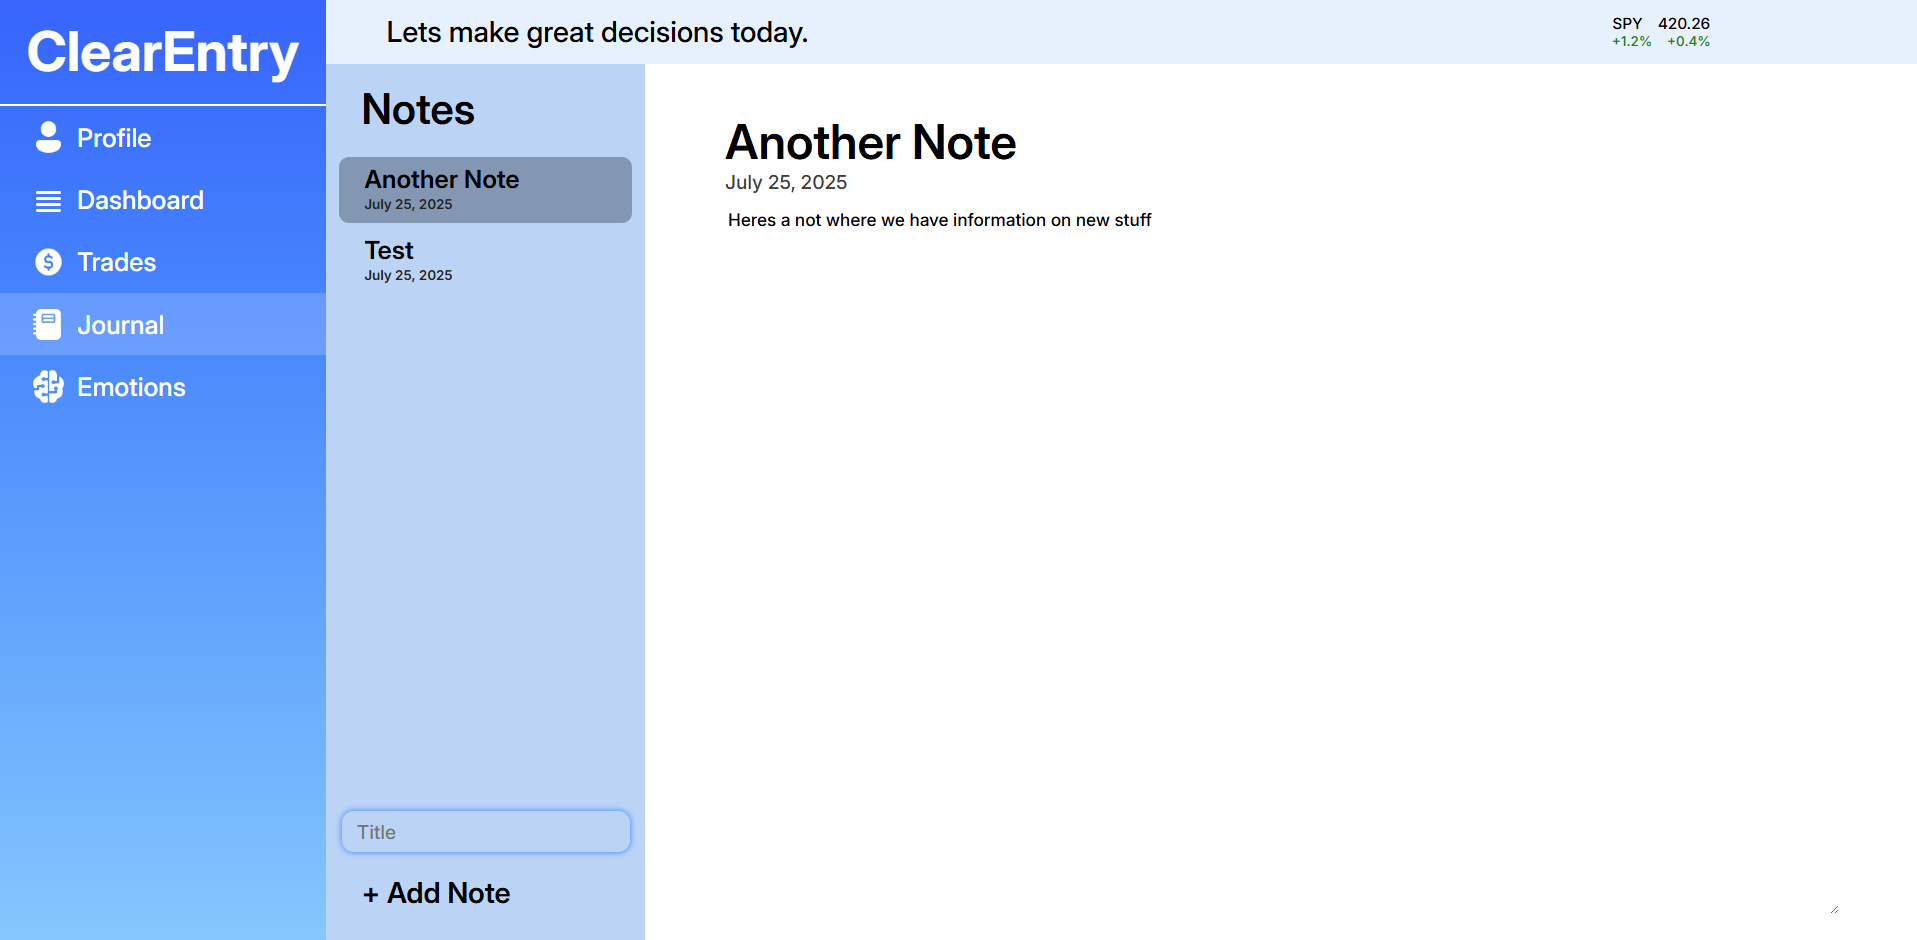 ClearEntry
Profile
Dashboard
Trades
Journal
Emotions
Lets make great decisions today.
SPY 420.26
+1.2% +0.4%
Notes
Another Note
July 25, 2025
Test
July 25, 2025
Title
+ Add Note
Another Note
July 25, 2025
Heres a not where we have information on new stuff